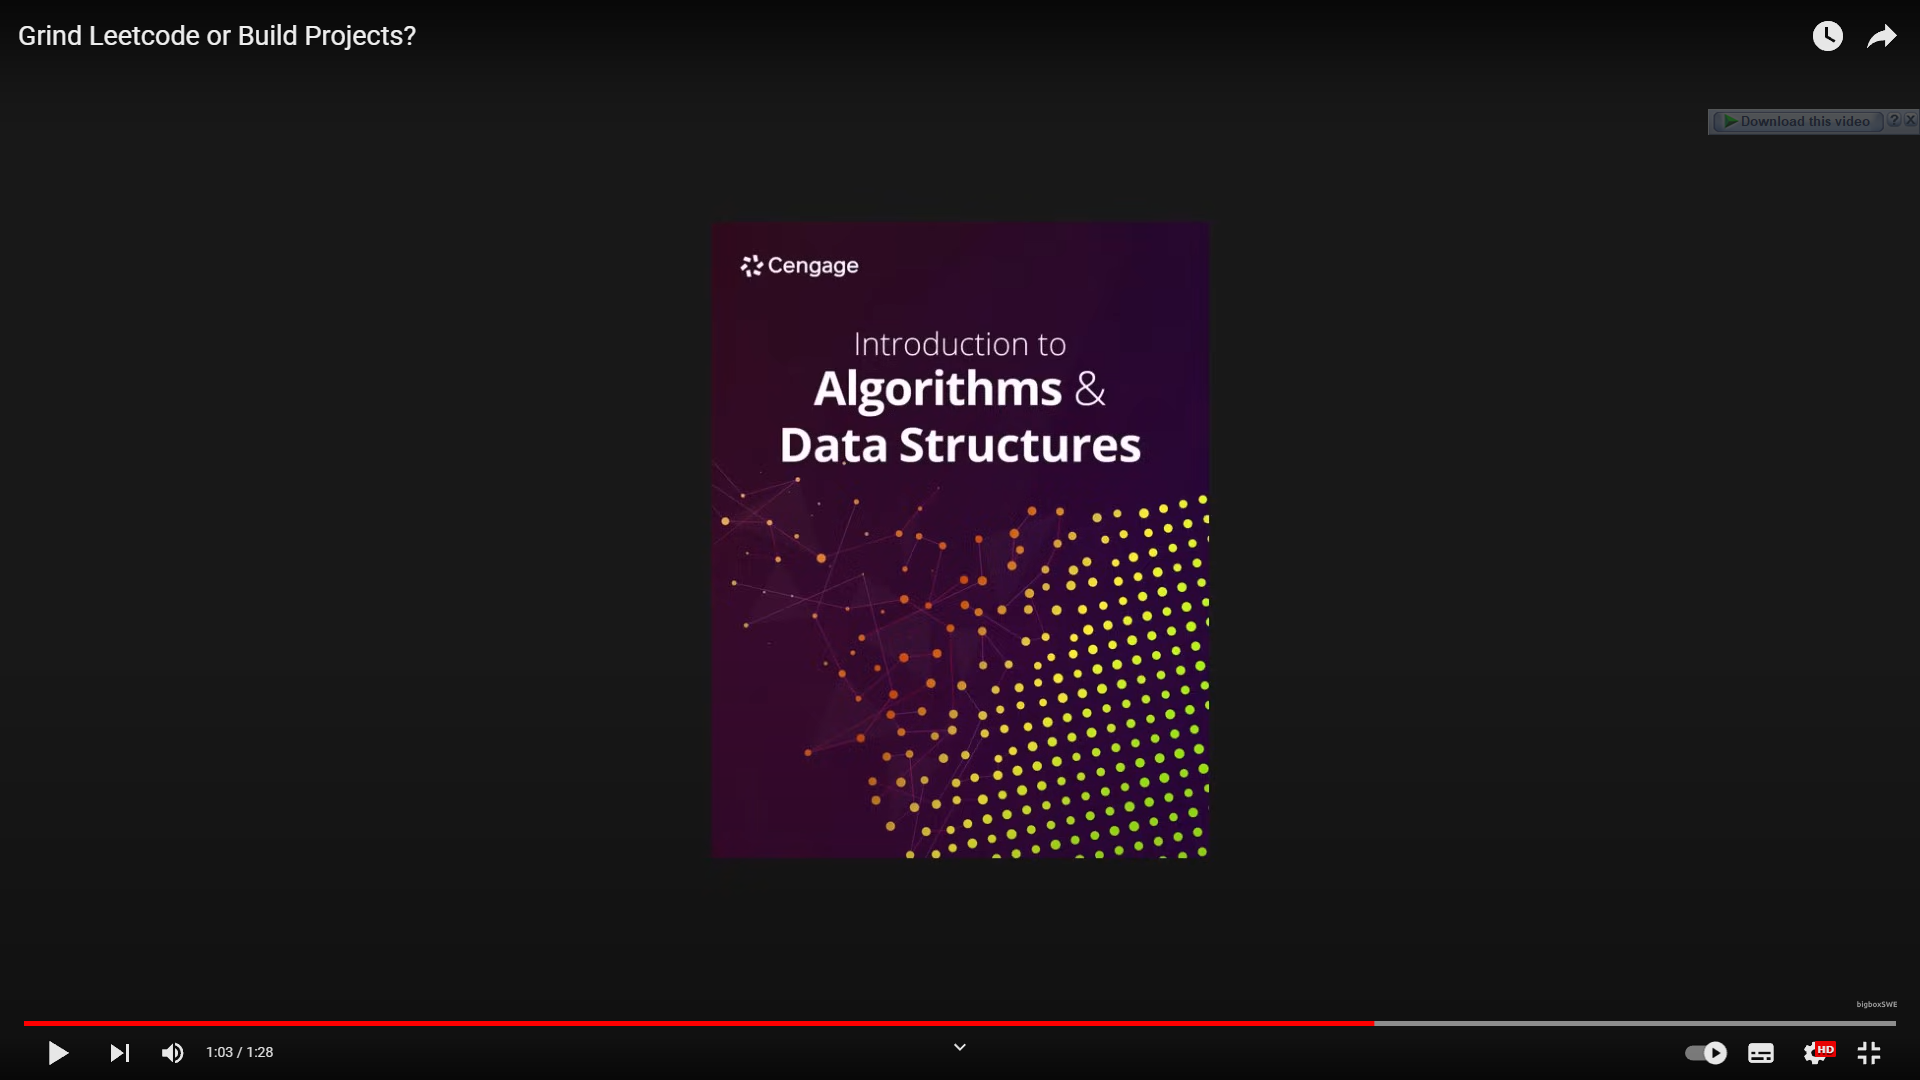 Grind Leetcode or Build Projects?
Download this video
?
X
Cengage
Introduction to
Algorithms &
Data Structures
bigboxSWE
1:03 / 1:28
HD